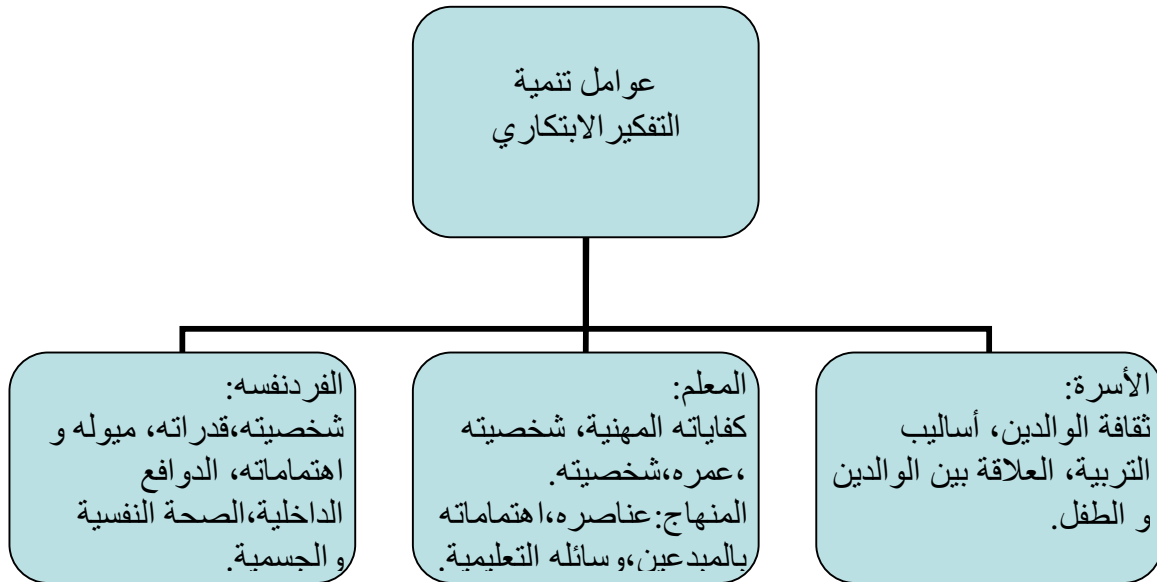 عوامل تنمية
التفكيرالابتكاري
الأسرة:
ثقافة الوالدين، أساليب
التربية، العلاقة بين الوالدين
و الطفل.
المعلم:
كفاياته المهنية، شخصيته
،عمره،شخصيته.
المنهاج:عناصره،اهتماماته
بالمبدعين،وسائله التعليمية.
الفردنفسه:
شخصيته،قدراته، ميوله و
اهتماماته، الدوافع
الداخلية،الصحة النفسية
والجسمية.